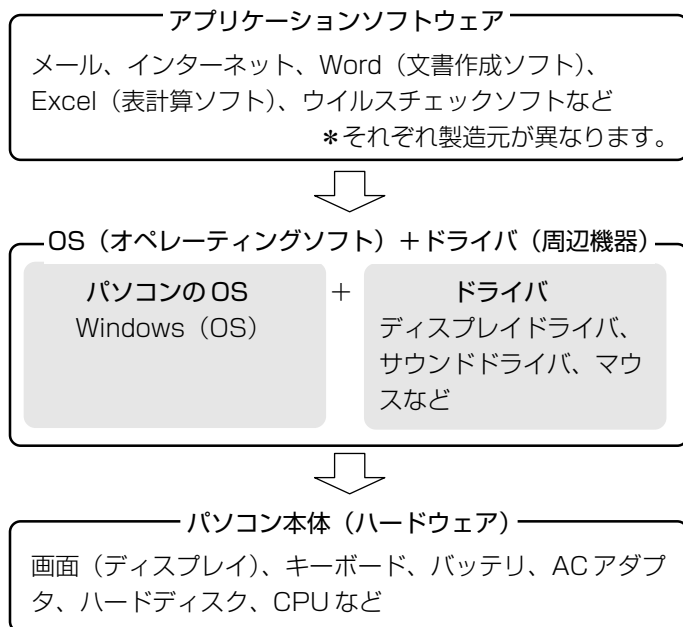 アプリケーションソフトウェア
メール、インターネット、Word（文書作成ソフト）、
Excel（表計算ソフト）、ウイルスチェックソフトなど
＊それぞれ製造元が異なります。
OS（オペレーティングソフト）＋ドライバ（周辺機器）
パソコンのOS
Windows（OS）
＋
ドライバ
ディスプレイドライバ、
サウンドドライバ、マウ
スなど
パソコン本体（ハードウェア）
画面（ディスプレイ）、キーボード、バッテリ、ACアダプ
タ、ハードディスク、CPUなど